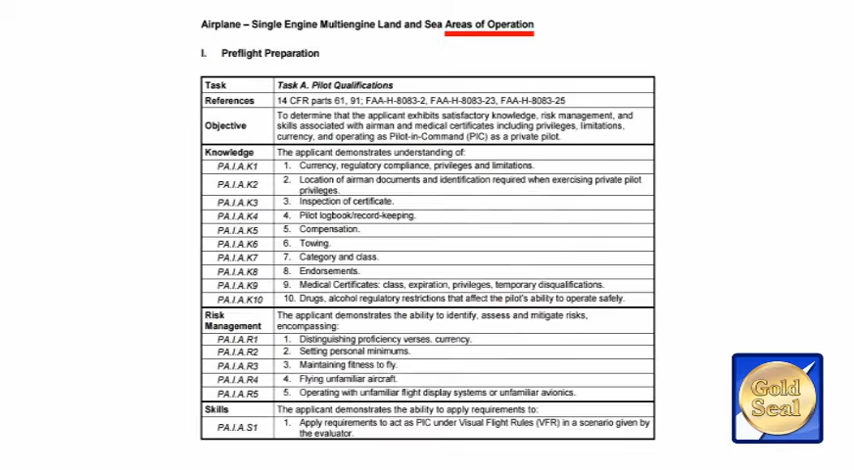 Airplane – Single Engine Multiengine Land and Sea Areas of Operation
I. Preflight Preparation
Task Task A. Pilot Qualifications
References 14 CFR parts 61, 91; FAA-H-8083-2, FAA-H-8083-23, FAA-H-8083-25
Objective To determine that the applicant exhibits satisfactory knowledge, risk management, and
skills associated with airman and medical certificates including privileges, limitations,
currency, and operating as Pilot-in-Command (PIC) as a private pilot.
Knowledge The applicant demonstrates understanding of:
PA.I.A.K1 1. Currency, regulatory compliance, privileges and limitations.
PA.I.A.K2 2. Location of airman documents and identification required when exercising private pilot
privileges.
PA.I.A.K3 3. Inspection of certificate.
PA.I.A.K4 4. Pilot logbook/record-keeping.
PA.I.A.K5 5. Compensation.
PA.I.A.K6 6. Towing.
PA.I.A.K7 7. Category and class.
PA.I.A.K8 8. Endorsements.
PA.I.A.K9 9. Medical Certificates: class, expiration, privileges, temporary disqualifications.
PA.I.A.K10 10. Drugs, alcohol regulatory restrictions that affect the pilot's ability to operate safely.
Risk
Management The applicant demonstrates the ability to identify, assess and mitigate risks,
encompassing:
PA.I.A.R1 1. Distinguishing proficiency verses. currency.
PA.I.A.R2 2. Setting personal minimums.
PA.I.A.R3 3. Maintaining fitness to fly.
PA.I.A.R4 4. Flying unfamiliar aircraft.
PA.I.A.R5 5. Operating with unfamiliar flight display systems or unfamiliar avionics.
Skills The applicant demonstrates the ability to apply requirements to:
PA.I.A.S1 1. Apply requirements to act as PIC under Visual Flight Rules (VFR) in a scenario given by
the evaluator.
Gold
Seal